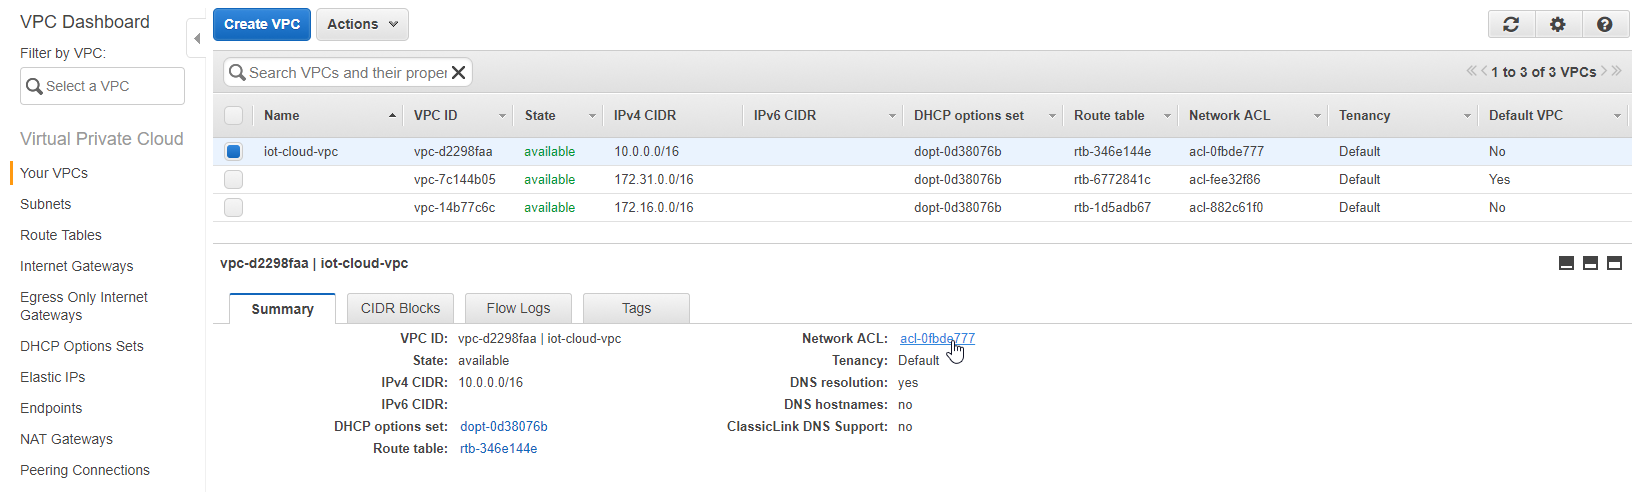 VPC Dashboard
Filter by VPC:
Select a VPC
Virtual Private Cloud
Your VPCs
Subnets
Route Tables
Internet Gateways
Egress Only Internet
Gateways
DHCP Options Sets
Elastic IPs
Endpoints
NAT Gateways
Peering Connections
Create VPC Actions
Search VPCs and their proper
1 to 3 of 3 VPCs
Name VPC ID State IPv4 CIDR IPv6 CIDR DHCP options set Route table Network ACL Tenancy Default VPC
iot-cloud-vpc vpc-d2298faa available 10.0.0.0/16 dopt-0d38076b rtb-346e144e acl-0fbde777 Default No
vpc-7c144b05 available 172.31.0.0/16 dopt-0d38076b rtb-6772841c acl-fee32f86 Default Yes
vpc-14b77c6c available 172.16.0.0/16 dopt-0d38076b rtb-1d5adb67 acl-882c61f0 Default No
vpc-d2298faa | iot-cloud-vpc
Summary CIDR Blocks Flow Logs Tags
VPC ID: vpc-d2298faa | iot-cloud-vpc
State: available
IPv4 CIDR: 10.0.0.0/16
IPv6 CIDR:
DHCP options set: dopt-0d38076b
Route table: rtb-346e144e
Network ACL: acl-0fbde777
Tenancy: Default
DNS resolution: yes
DNS hostnames: no
ClassicLink DNS Support: no